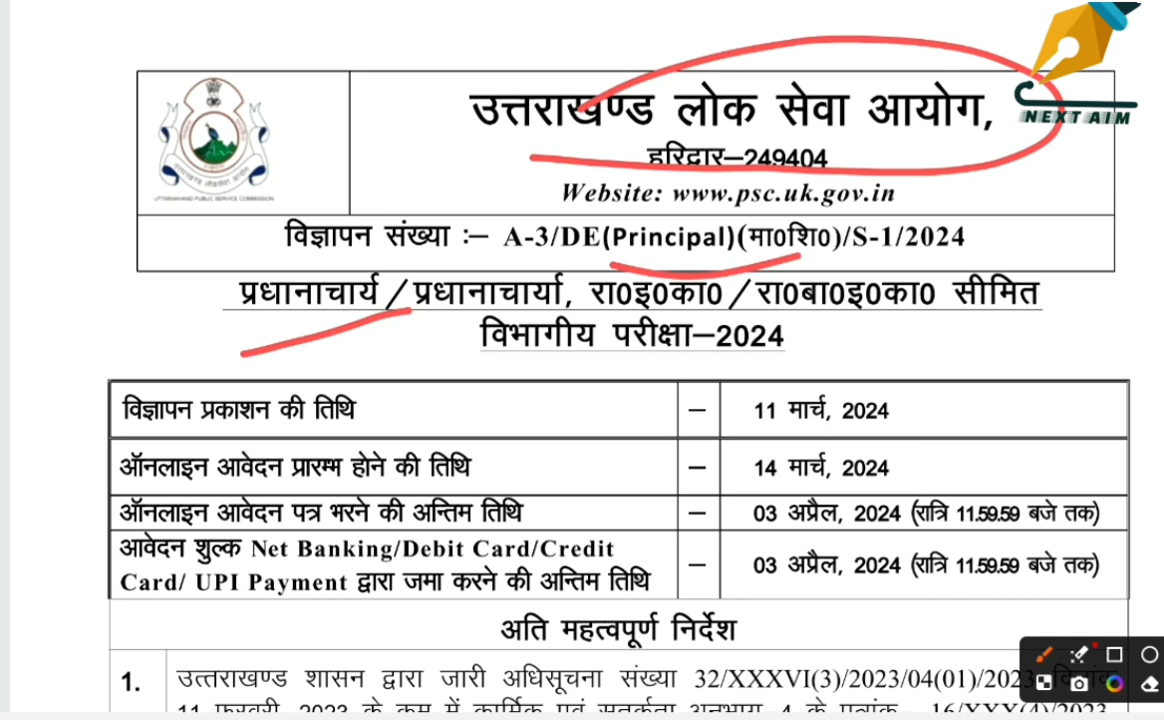 NEXT AIM
उत्तराखण्ड लोक सेवा आयोग,
हरिद्वार–249404
Website: www.psc.uk.gov.in
UTTARAKHAND PUBLIC SERVICE COMMISSION
विज्ञापन संख्या :– A-3/DE(Principal)(मा0शि0)/S-1/2024
प्रधानाचार्य/प्रधानाचार्या, रा0इ0का0/रा0बा0इ0का0 सीमित
विभागीय परीक्षा–2024
विज्ञापन प्रकाशन की तिथि – 11 मार्च, 2024
ऑनलाइन आवेदन प्रारम्भ होने की तिथि – 14 मार्च, 2024
ऑनलाइन आवेदन पत्र भरने की अन्तिम तिथि – 03 अप्रैल, 2024 (रात्रि 11.59.59 बजे तक)
आवेदन शुल्क Net Banking/Debit Card/Credit
Card/ UPI Payment द्वारा जमा करने की अन्तिम तिथि – 03 अप्रैल, 2024 (रात्रि 11.59.59 बजे तक)
अति महत्वपूर्ण निर्देश
1. उत्तराखण्ड शासन द्वारा जारी अधिसूचना संख्या 32/XXXVI(3)/2023/04(01)/2023